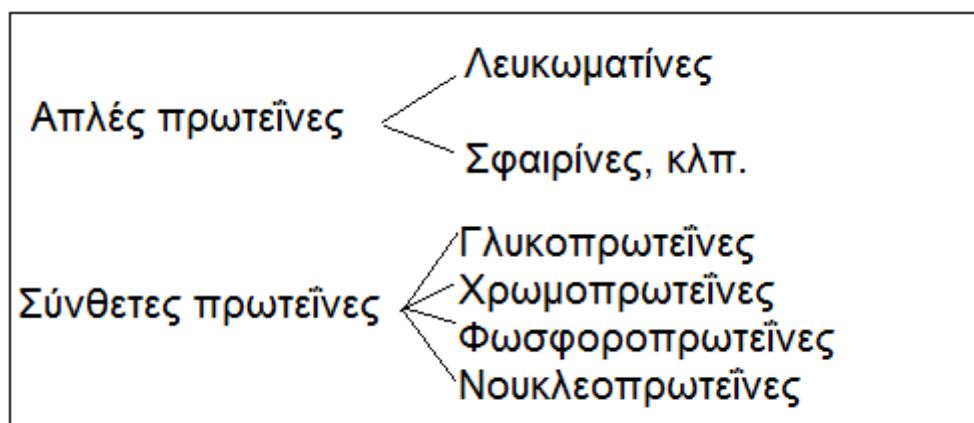 Απλές πρωτεΐνες
Λευκωματίνες
Σφαιρίνες, κλπ.
Σύνθετες πρωτεΐνες
Γλυκοπρωτεΐνες
Χρωμοπρωτεΐνες
Φωσφοροπρωτεΐνες
Νουκλεοπρωτεΐνες